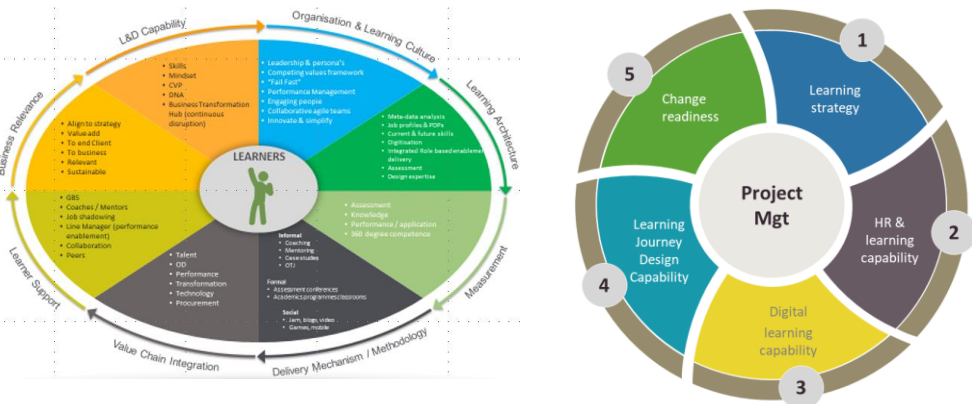 Organisation & Learning Culture
L&D Capability
Learning Architecture
Business Relevance
Measurement
Learner Support
Value Chain Integration
Delivery Mechanism / Methodology
LEARNERS
• Skills
• Mindset
• CVP
• DNA
• Business Transformation
Hub (continuous
disruption)
• Leadership & persona's
• Competing values framework
• "Fail Fast"
• Performance Management
• Engaging people
• Collaborative agile teams
• Innovate & simplify
• Meta-data analysis
• Job profiles & PDPs
• Current & future skills
• Digitisation
• Integrated Role based enableme
delivery
• Assessment
• Design expertise
• Assessment
• Knowledge
• Performance / application
• 360 degree competence
Informal
• Coaching
• Mentoring
• Case studies
• OTJ
Formal
• Assessment conferences
• Academics programmes classrooms
Social
• Jam, blogs, video
• Games, mobile
• Talent
• OD
• Performance
• Transformation
• Technology
• Procurement
• GBS
• Coaches / Mentors
• Job shadowing
• Line Manager (performance
enablement)
• Collaboration
• Peers
• Align to strategy
• Value add
• To end Client
• To business
• Relevant
• Sustainable
Project
Mgt
1
Learning
strategy
2
HR &
learning
capability
3
Digital
learning
capability
4
Learning
Journey
Design
Capability
5
Change
readiness